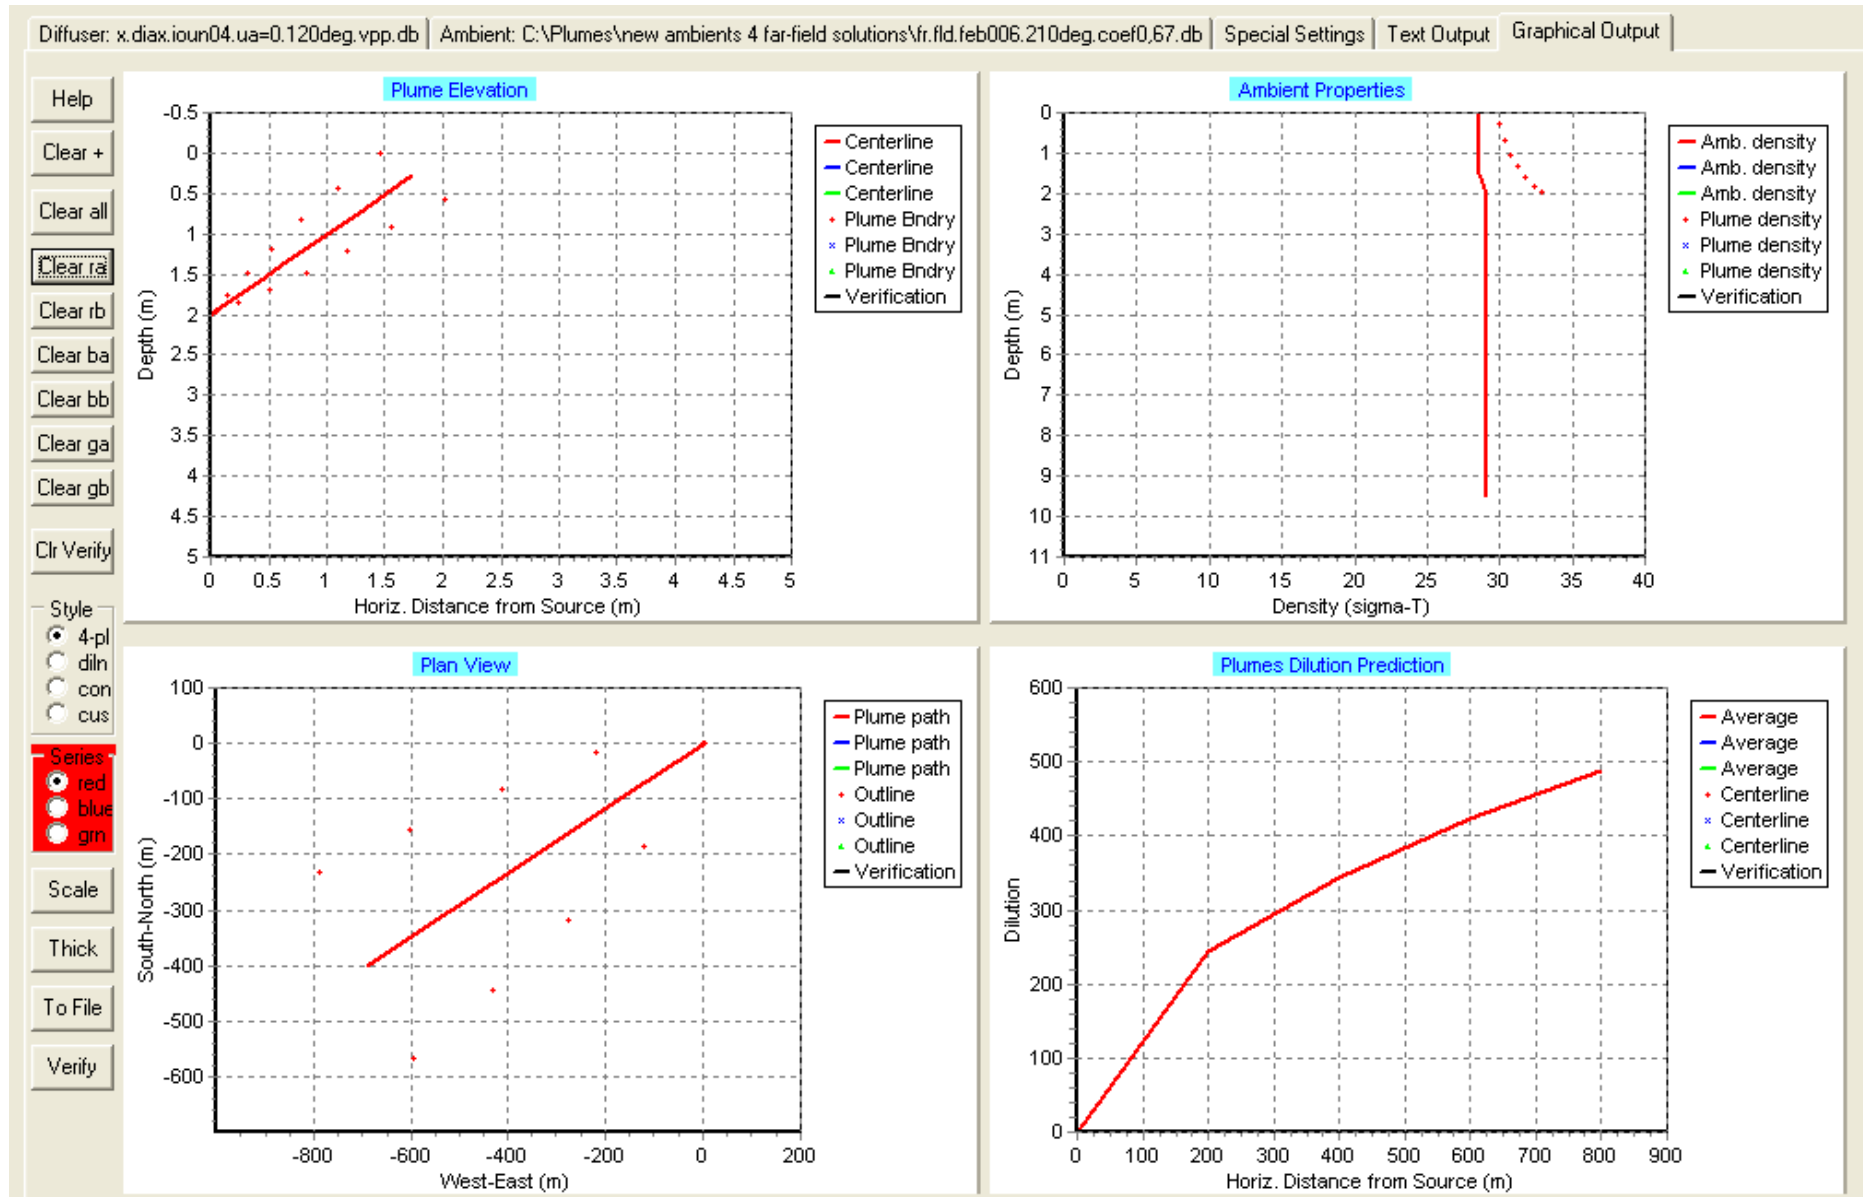 Diffuser: x.diax.ioun04.ua=0.120deg.vpp.db
Ambient: C:\Plumes\new ambients 4 far-field solutions\fr.fld.feb006.210deg.coef0,67.db
Special Settings
Text Output
Graphical Output
Help
Clear +
Clear all
Clear ra
Clear rb
Clear ba
Clear bb
Clear ga
Clear gb
Clr Verify
Style
4-pl
diln
con
cus
Series
red
blue
grn
Scale
Thick
To File
Verify
Plume Elevation
-0.5
0
0.5
1
1.5
2
2.5
3
3.5
4
4.5
5
Depth (m)
0 0.5 1 1.5 2 2.5 3 3.5 4 4.5 5
Horiz. Distance from Source (m)
Centerline
Centerline
Centerline
Plume Bndry
Plume Bndry
Plume Bndry
Verification
Ambient Properties
0
1
2
3
4
5
6
7
8
9
10
11
Depth (m)
0 5 10 15 20 25 30 35 40
Density (sigma-T)
Amb. density
Amb. density
Amb. density
Plume density
Plume density
Plume density
Verification
Plan View
100
0
-100
-200
-300
-400
-500
-600
South-North (m)
-800 -600 -400 -200 0 200
West-East (m)
Plume path
Plume path
Plume path
Outline
Outline
Outline
Verification
Plumes Dilution Prediction
600
500
400
300
200
100
0
Dilution
0 100 200 300 400 500 600 700 800 900
Horiz. Distance from Source (m)
Average
Average
Average
Centerline
Centerline
Centerline
Verification